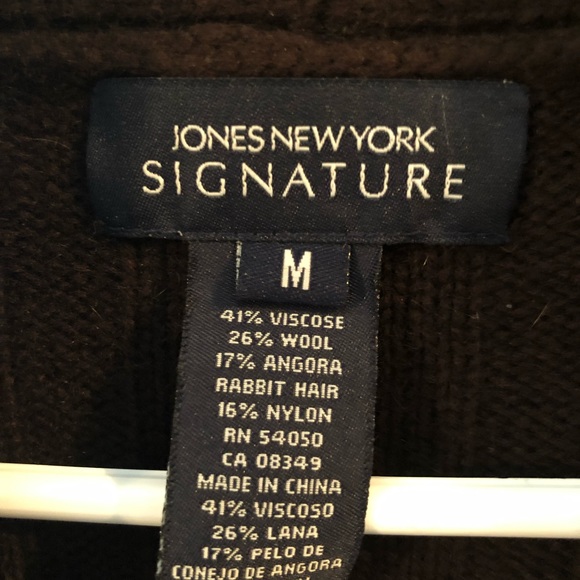 JONES NEW YORK
SIGNATURE
M
41% VISCOSE
26% WOOL
17% ANGORA
RABBIT HAIR
16% NYLON
RN 54050
CA 08349
MADE IN CHINA
41% VISCOSO
26% LANA
17% PELO DE
CONEJO DE ANGORA